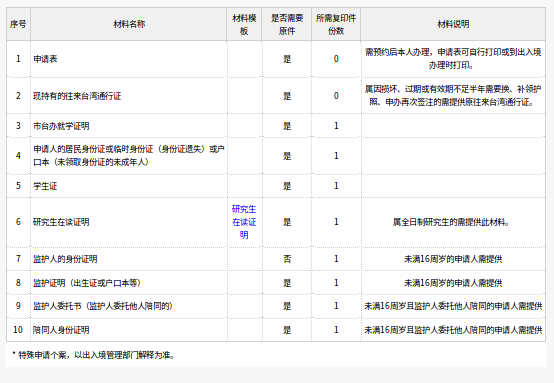 序号 材料名称 材料模板 是否需要原件 所需复印件份数 材料说明
1 申请表 是 0 需预约后本人办理，申请表可自行打印或到出入境办理时打印。
2 现持有的往来台湾通行证 是 0 属因损坏、过期或有效期不足半年需要换、补领护照、申办再次签注的需提供原往来台湾通行证。
3 市台办就学证明 是 1
4 申请人的居民身份证或临时身份证（身份证遗失）或户口本（未领取身份证的未成年人） 是 1
5 学生证 是 1
6 研究生在读证明 研究生在读证明 是 1 属全日制研究生的需提供此材料。
7 监护人的身份证明 否 1 未满16周岁的申请人需提供
8 监护证明（出生证或户口本等） 是 1 未满16周岁的申请人需提供
9 监护人委托书（监护人委托他人陪同的） 是 1 未满16周岁且监护人委托他人陪同的申请人需提供
10 陪同人身份证明 是 1 未满16周岁且监护人委托他人陪同的申请人需提供
* 特殊申请个案，以出入境管理部门解释为准。